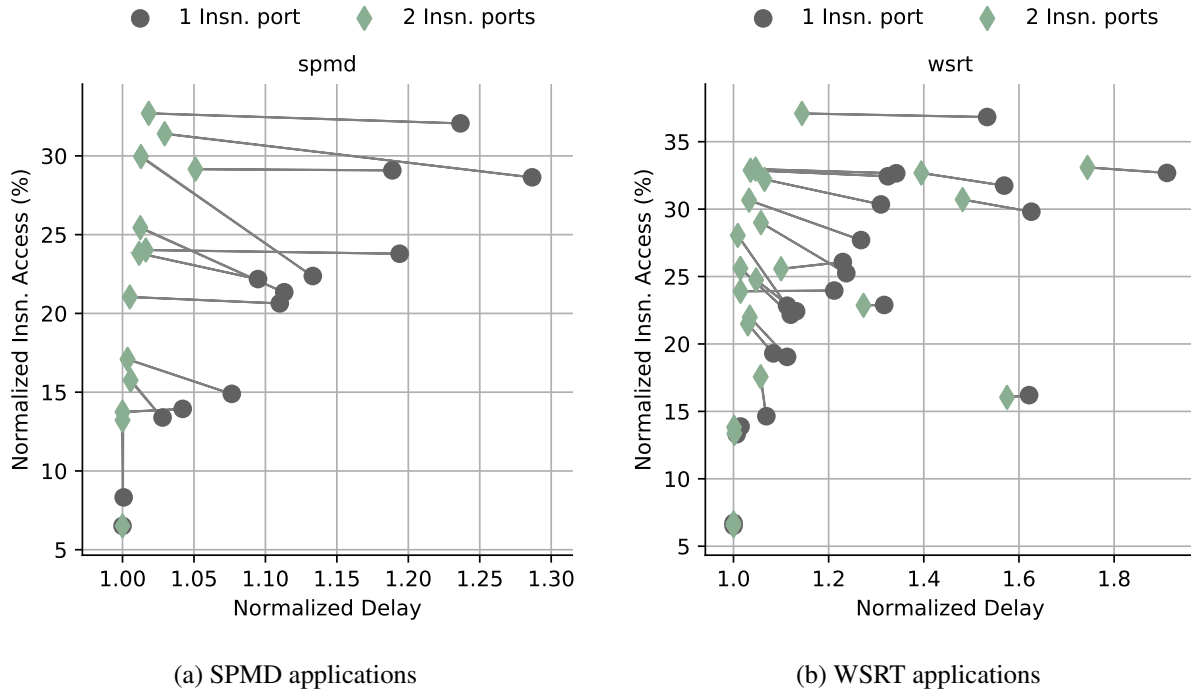 1 Insn. port 2 Insn. ports
spmd
Normalized Insn. Access (%)
30
25
20
15
10
5
1.00 1.05 1.10 1.15 1.20 1.25 1.30
Normalized Delay
(a) SPMD applications
1 Insn. port 2 Insn. ports
wsrt
Normalized Insn. Access (%)
35
30
25
20
15
10
5
1.0 1.2 1.4 1.6 1.8
Normalized Delay
(b) WSRT applications